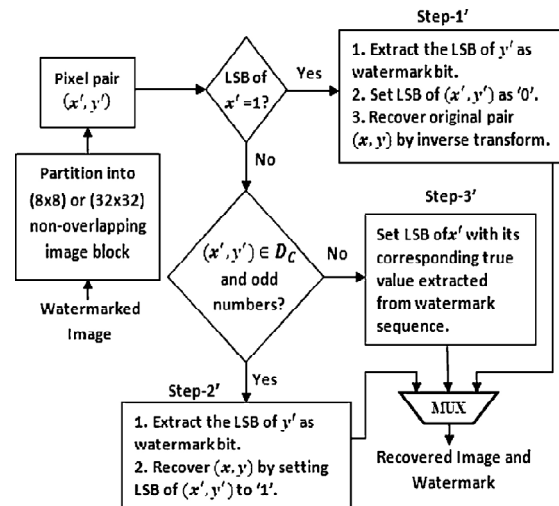 Step-1'
Pixel pair
(x', y')
LSB of
x' =1?
Yes
1. Extract the LSB of y' as
watermark bit.
2. Set LSB of (x', y') as '0'.
3. Recover original pair
(x, y) by inverse transform.
No
Partition into
(8x8) or (32x32)
non-overlapping
image block
Watermarked
Image
(x', y') ∈ D_C
and odd
numbers?
No
Step-3'
Set LSB of x' with its
corresponding true
value extracted
from watermark
sequence.
Yes
Step-2'
1. Extract the LSB of y' as
watermark bit.
2. Recover (x, y) by setting
LSB of (x', y') to '1'.
MUX
Recovered Image and
Watermark